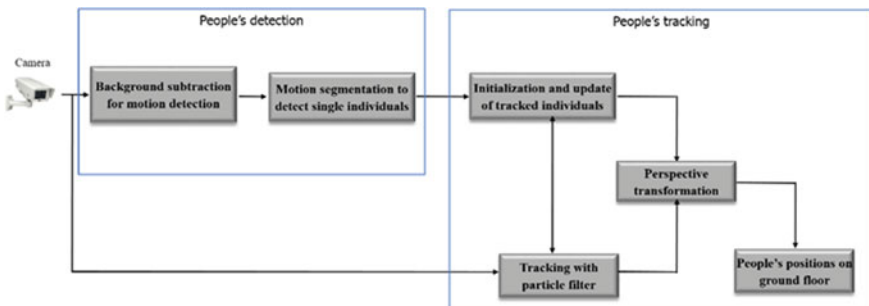 People's detection
People's tracking
Camera
Background subtraction
for motion detection
Motion segmentation to
detect single individuals
Initialization and update
of tracked individuals
Perspective
transformation
Tracking with
particle filter
People's positions on
ground floor